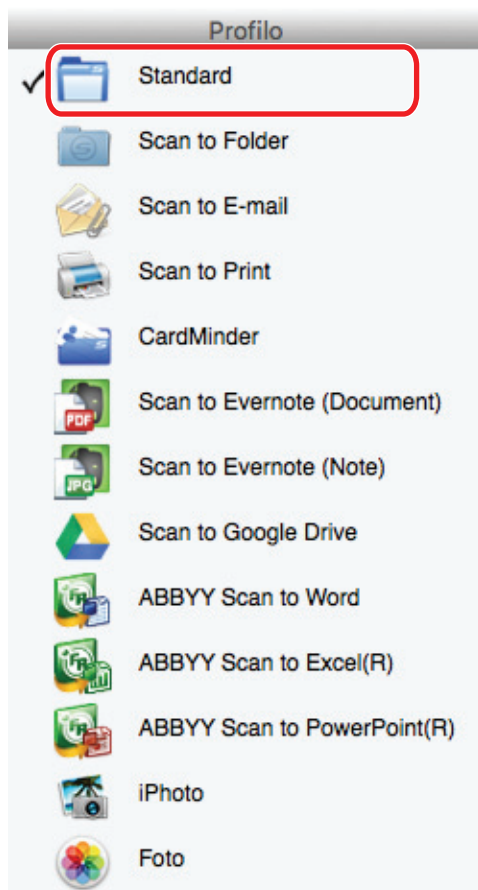 Profilo
Standard
Scan to Folder
Scan to E-mail
Scan to Print
CardMinder
Scan to Evernote (Document)
PDF
Scan to Evernote (Note)
JPG
Scan to Google Drive
ABBYY Scan to Word
ABBYY Scan to Excel(R)
ABBYY Scan to PowerPoint(R)
iPhoto
Foto